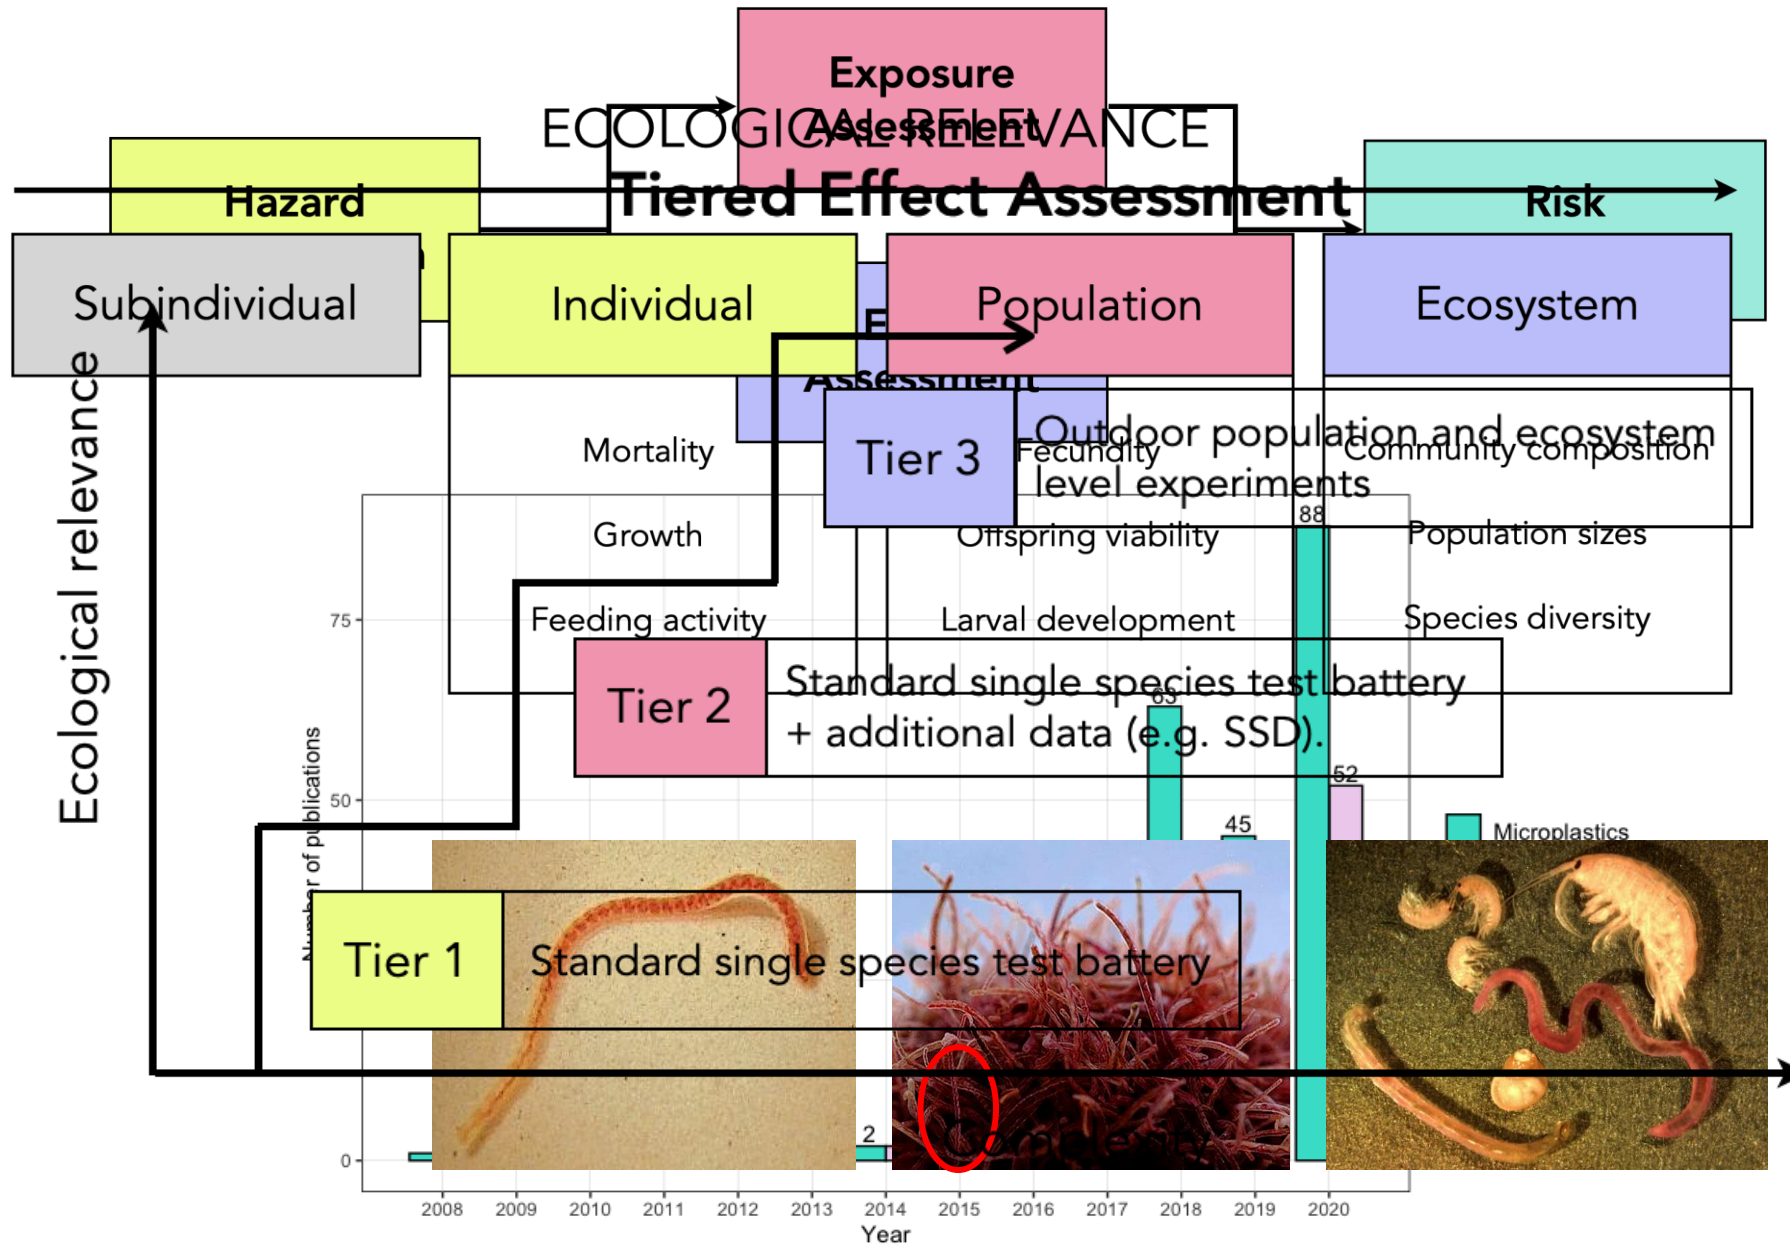 Exposure
Assessment
ECOLOGICAL RELEVANCE
Tiered Effect Assessment
Hazard
Risk
Subindividual
Individual
Population
Ecosystem
Assessment
Ecological relevance
Mortality
Fecundity
Community composition
Tier 3
Outdoor population and ecosystem
level experiments
88
Growth
Offspring viability
Population sizes
75
Feeding activity
Larval development
Species diversity
Tier 2
Standard single species test battery
+ additional data (e.g. SSD).
63
52
50
45
Microplastics
Number of publications
Tier 1
Standard single species test battery
Complexity
2
0
2008 2009 2010 2011 2012 2013 2014 2015 2016 2017 2018 2019 2020
Year